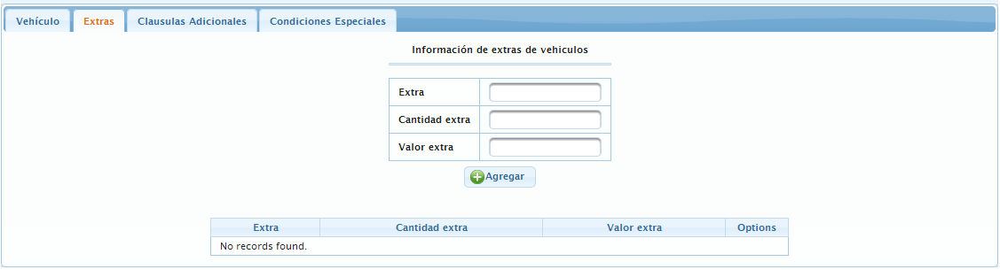 Vehículo Extras Clausulas Adicionales Condiciones Especiales
Información de extras de vehiculos
Extra
Cantidad extra
Valor extra
Agregar
Extra Cantidad extra Valor extra Options
No records found.